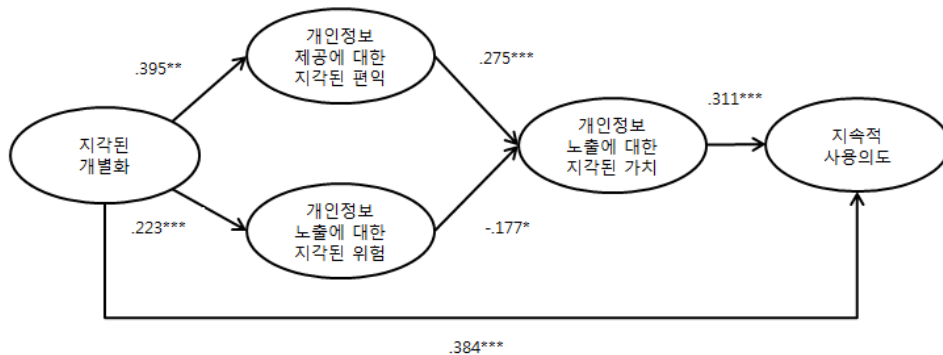 개인정보
제공에 대한
지각된 편익
.395**
.275***
.311***
지각된
개별화
개인정보
노출에 대한
지각된 가치
지속적
사용의도
개인정보
노출에 대한
지각된 위험
.223***
-.177*
.384***